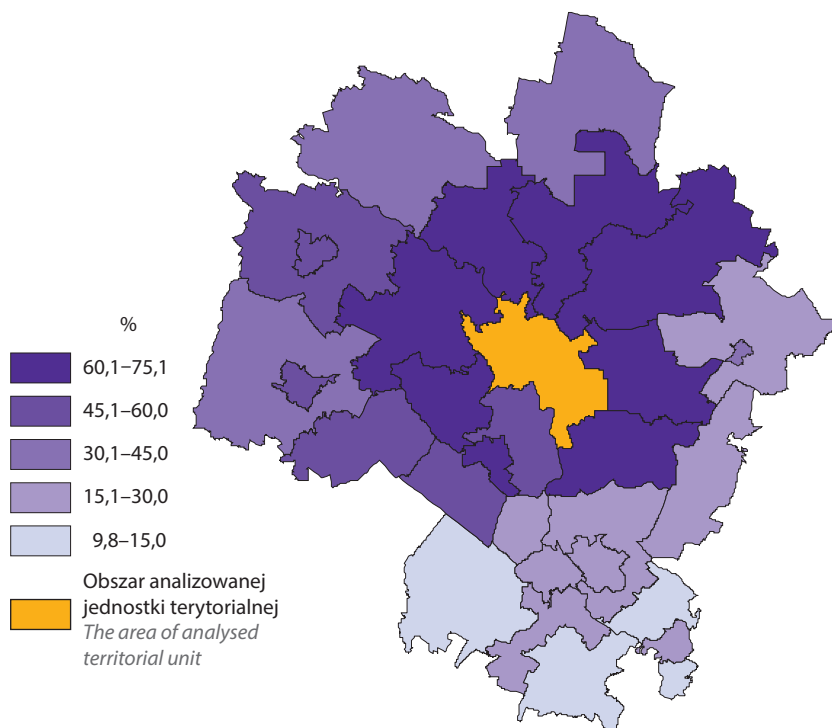 %
60,1–75,1
45,1–60,0
30,1–45,0
15,1–30,0
9,8–15,0
Obszar analizowanej
jednostki terytorialnej
The area of analysed
territorial unit